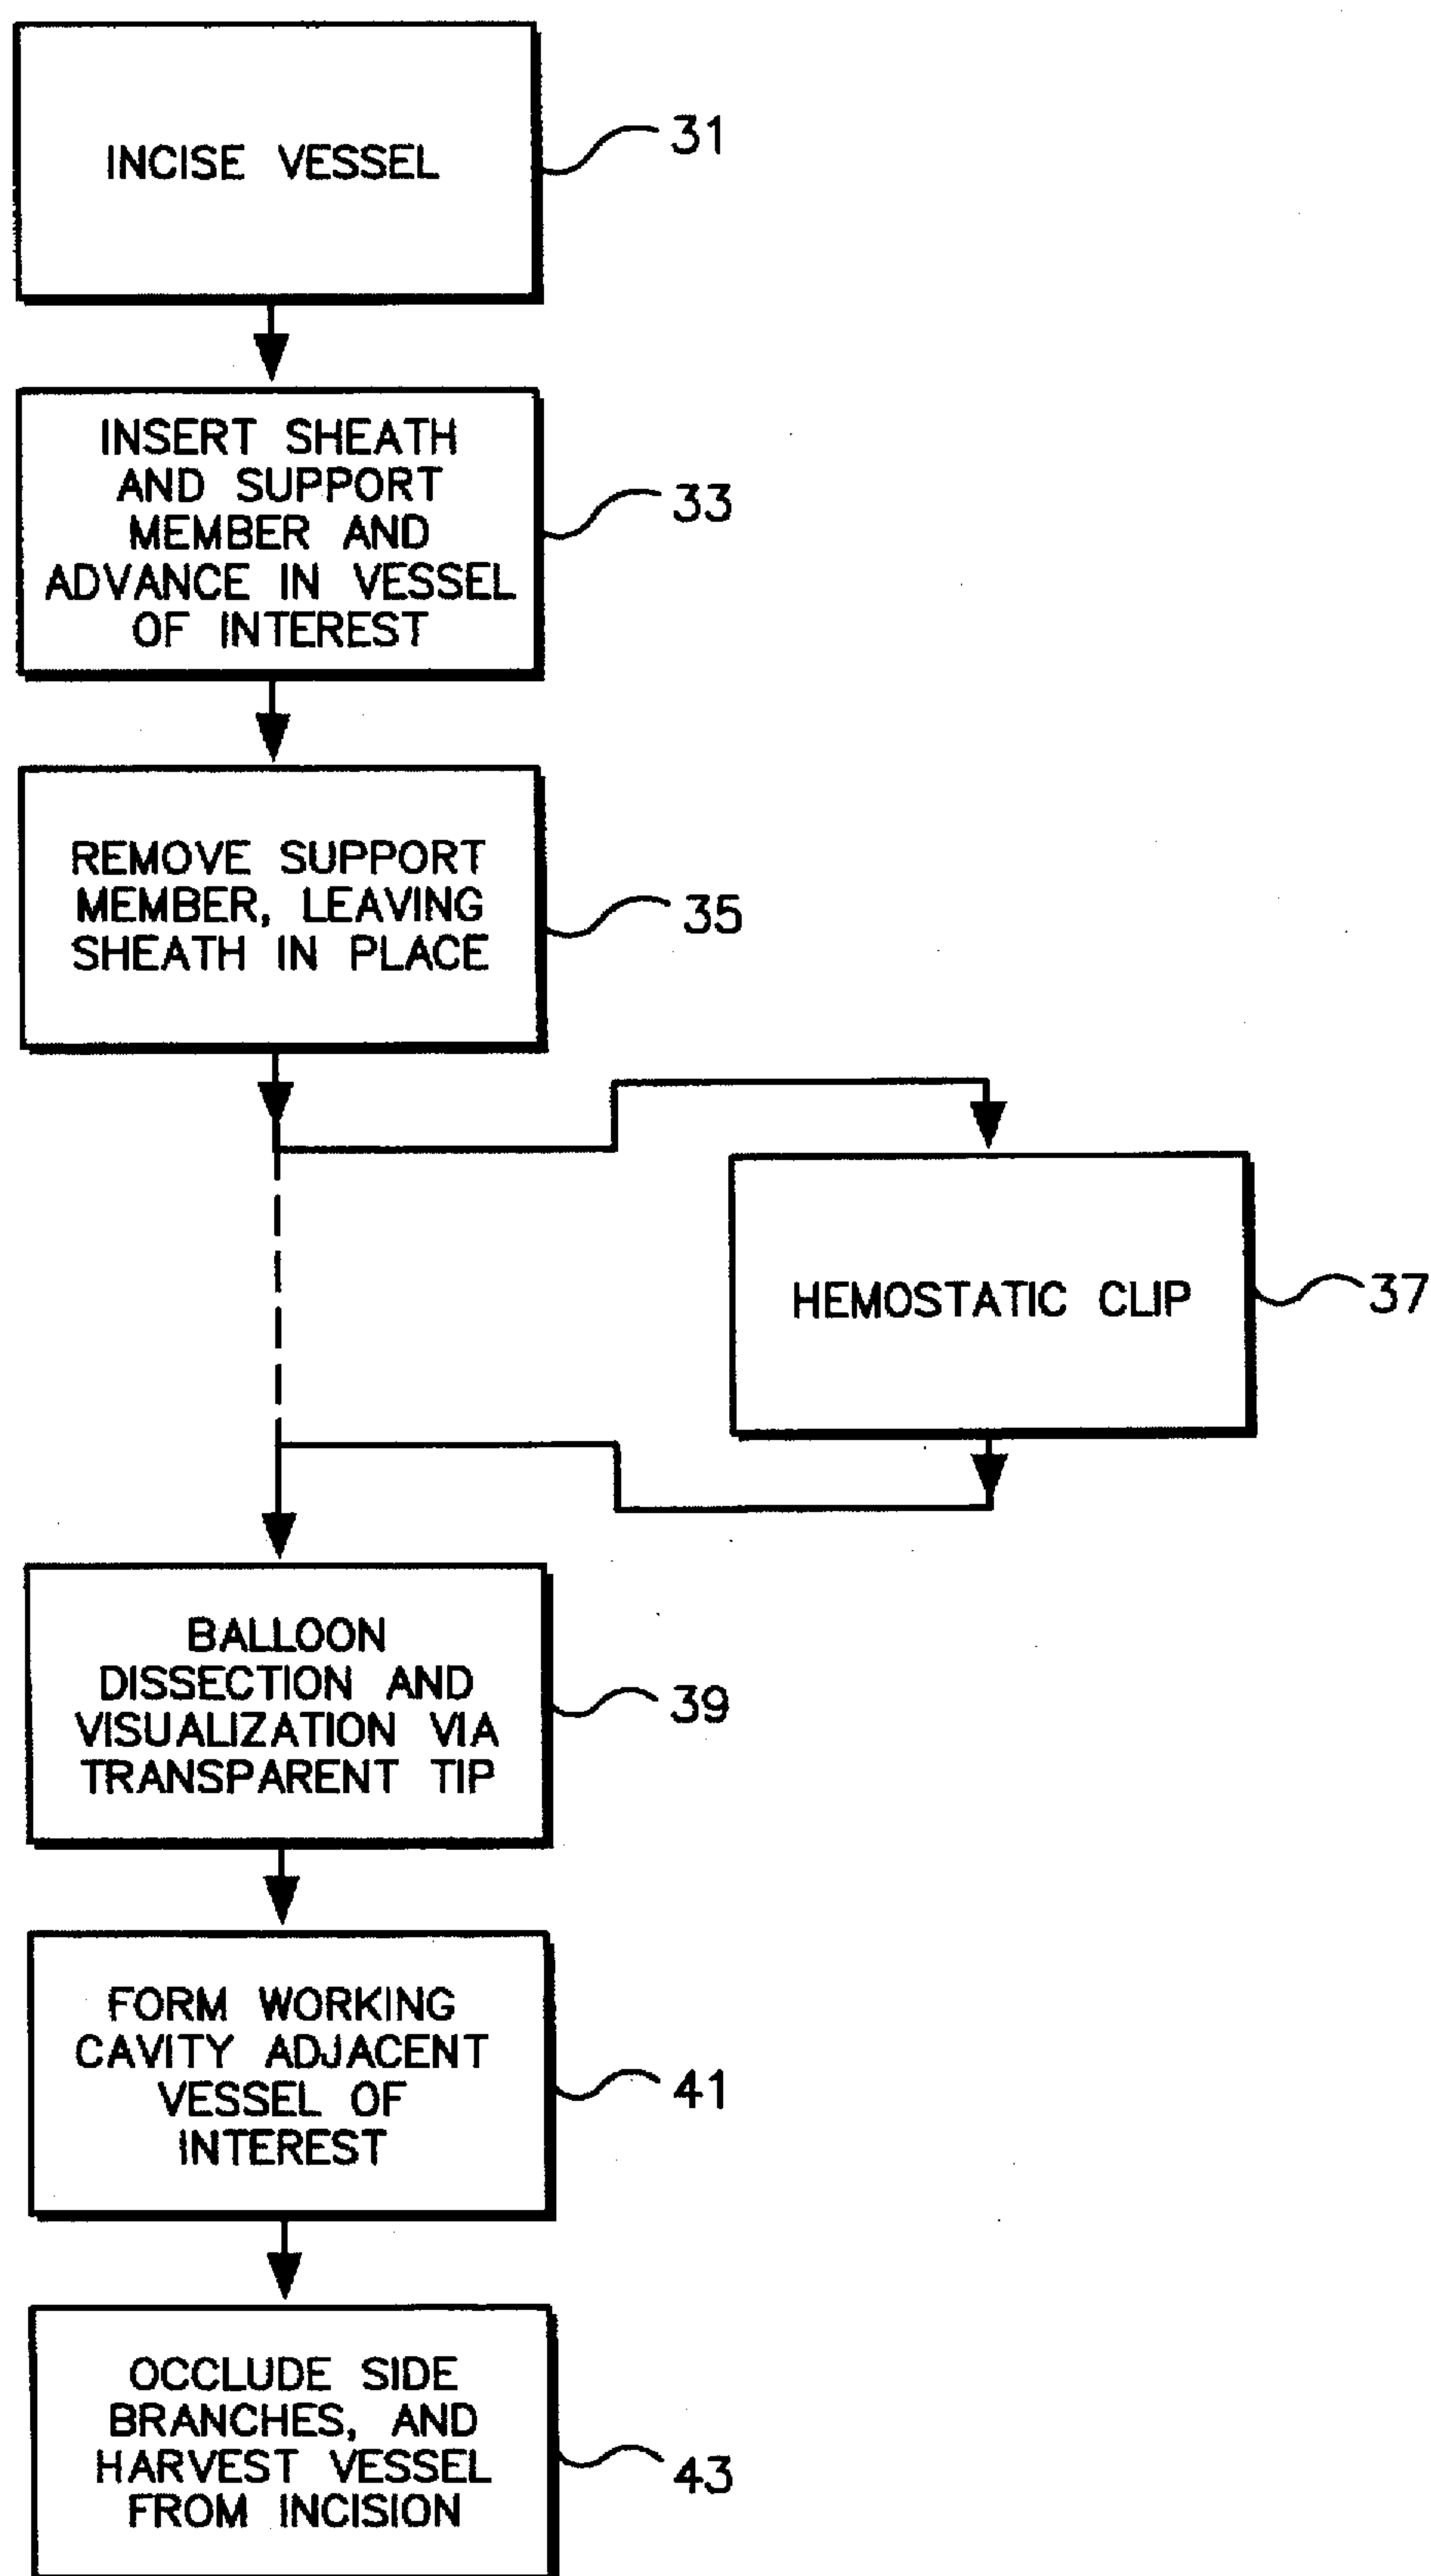 INCISE VESSEL
31
INSERT SHEATH
AND SUPPORT
MEMBER AND
ADVANCE IN VESSEL
OF INTEREST
33
REMOVE SUPPORT
MEMBER, LEAVING
SHEATH IN PLACE
35
HEMOSTATIC CLIP
37
BALLOON
DISSECTION AND
VISUALIZATION VIA
TRANSPARENT TIP
39
FORM WORKING
CAVITY ADJACENT
VESSEL OF
INTEREST
41
OCCLUDE SIDE
BRANCHES, AND
HARVEST VESSEL
FROM INCISION
43